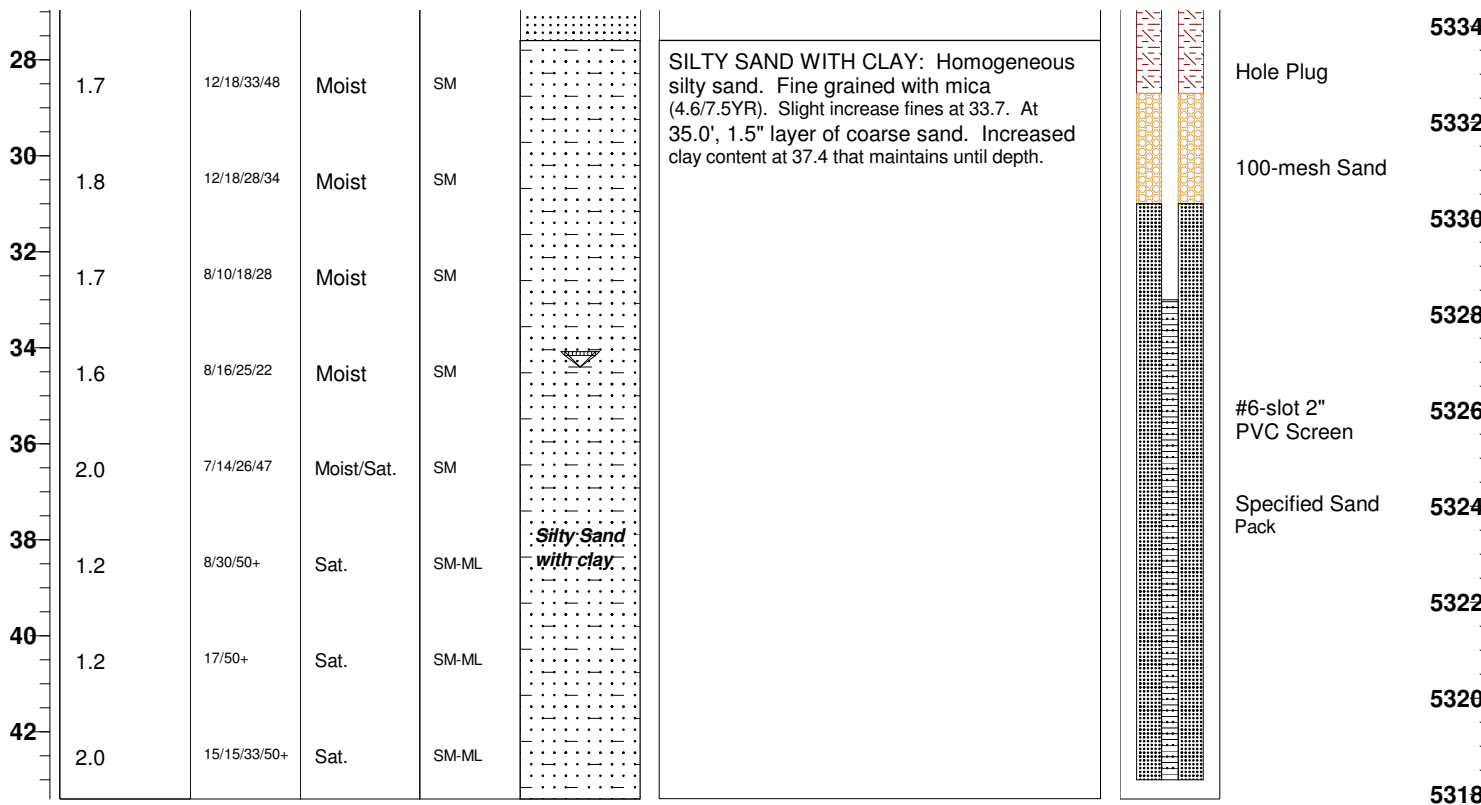 5334
28
SILTY SAND WITH CLAY: Homogeneous
silty sand. Fine grained with mica
(4.6/7.5YR). Slight increase fines at 33.7. At
35.0', 1.5" layer of coarse sand. Increased
clay content at 37.4 that maintains until depth.
1.7 12/18/33/48 Moist SM
Hole Plug
5332
30
1.8 12/18/28/34 Moist SM
100-mesh Sand
5330
32
1.7 8/10/18/28 Moist SM
5328
34
1.6 8/16/25/22 Moist SM
#6-slot 2"
PVC Screen
5326
36
2.0 7/14/26/47 Moist/Sat. SM
Specified Sand
Pack
5324
38
Silty Sand
with clay
1.2 8/30/50+ Sat. SM-ML
5322
40
1.2 17/50+ Sat. SM-ML
5320
42
2.0 15/15/33/50+ Sat. SM-ML
5318